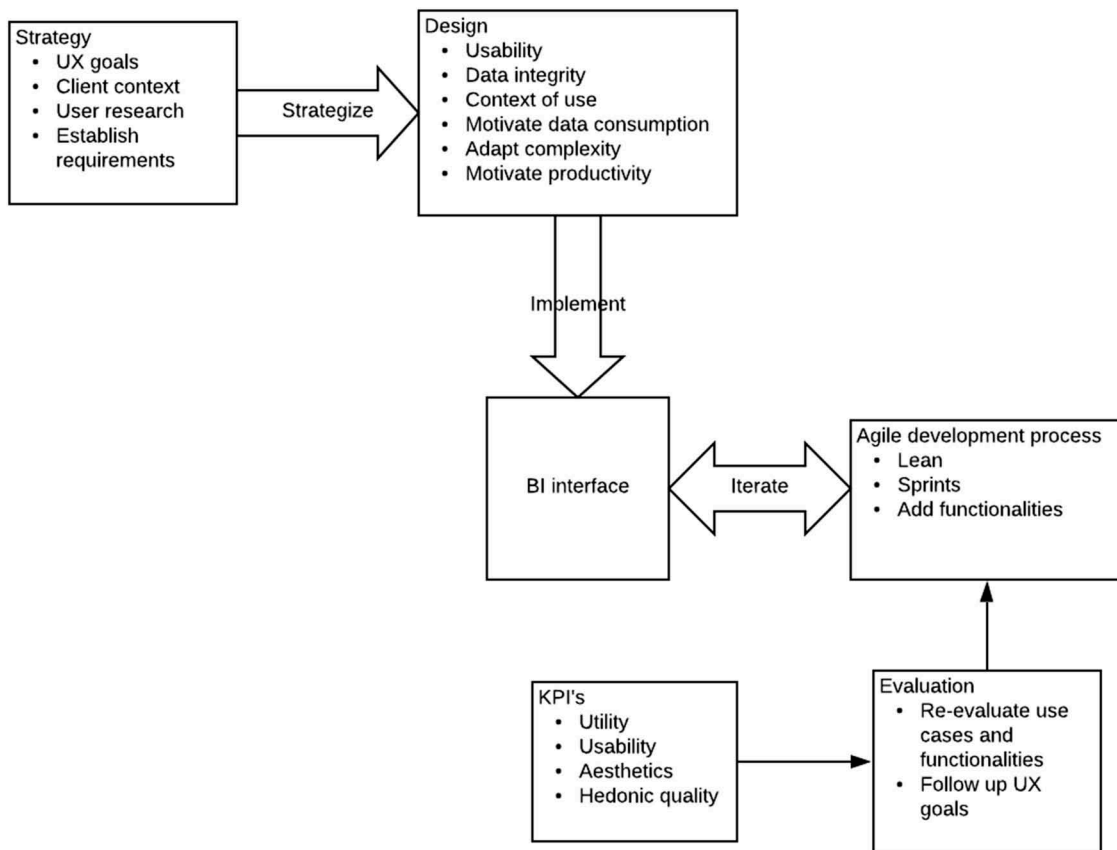 Strategy
• UX goals
• Client context
• User research
• Establish
requirements
Strategize
Design
• Usability
• Data integrity
• Context of use
• Motivate data consumption
• Adapt complexity
• Motivate productivity
Implement
BI interface
Iterate
Agile development process
• Lean
• Sprints
• Add functionalities
KPI's
• Utility
• Usability
• Aesthetics
• Hedonic quality
Evaluation
• Re-evaluate use
cases and
functionalities
• Follow up UX
goals